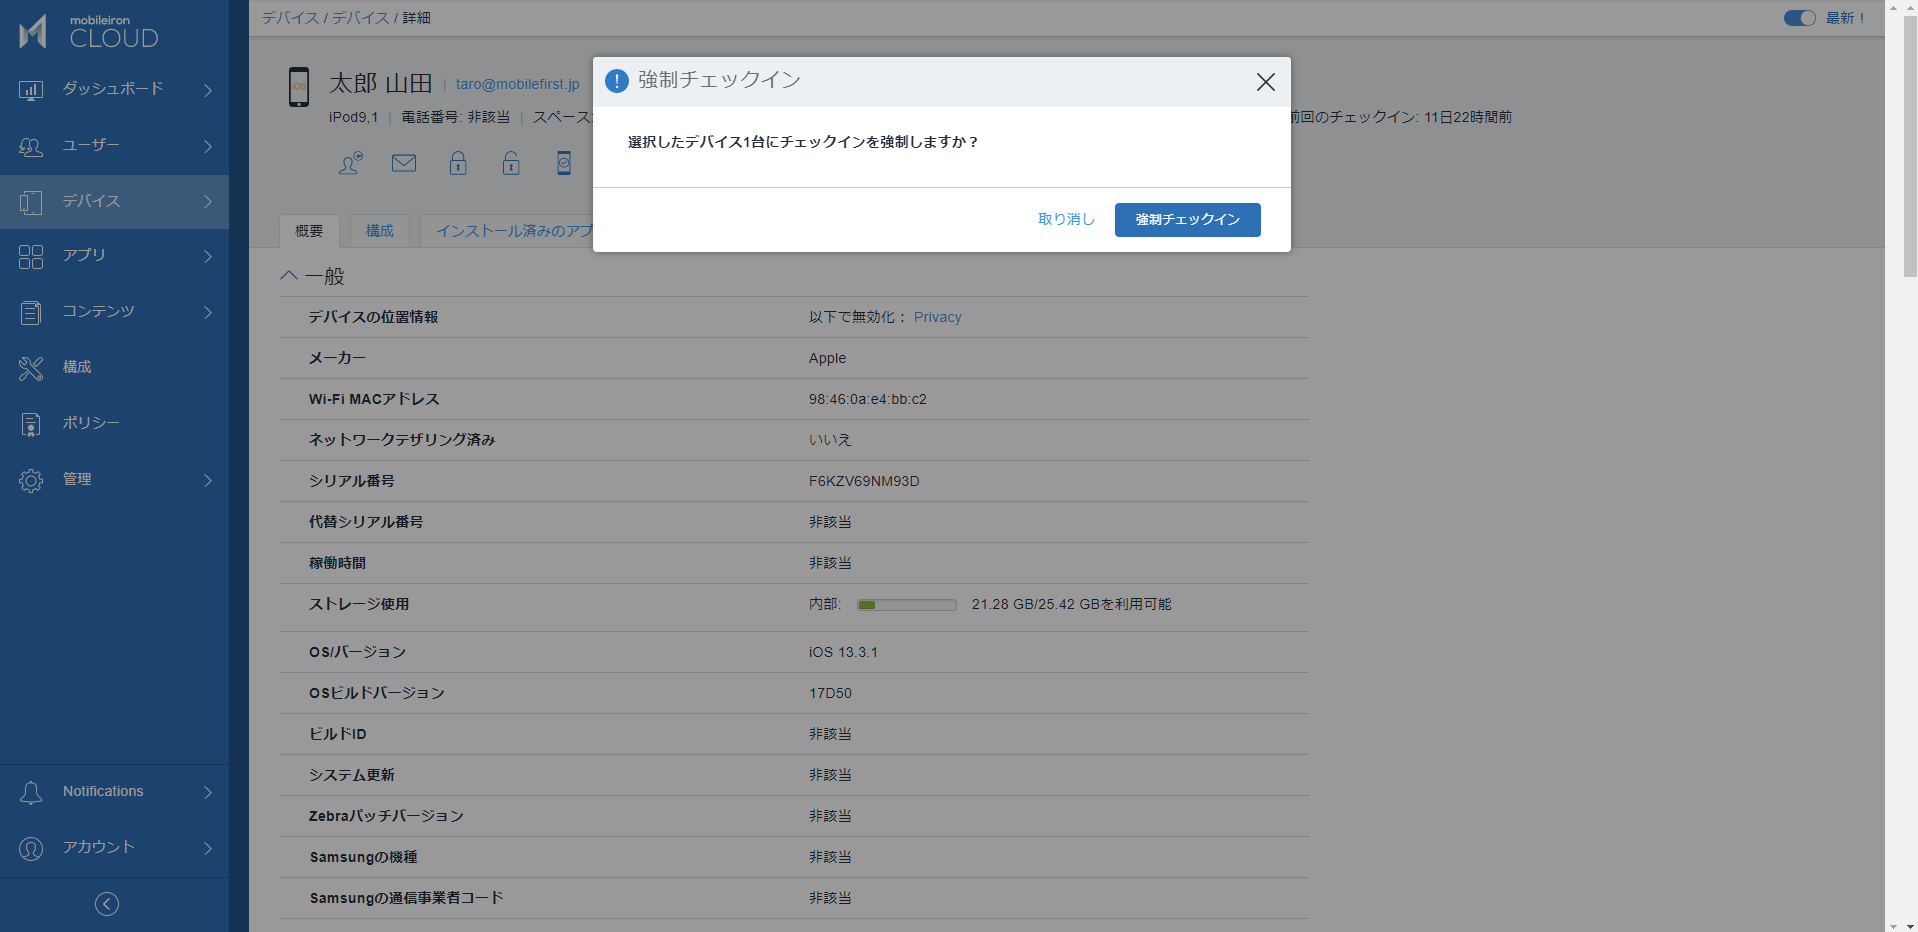 mobileiron
CLOUD
ダッシュボード
ユーザー
デバイス
アプリ
コンテンツ
構成
ポリシー
管理
Notifications
アカウント
デバイス / デバイス / 詳細
最新！
iOS
太郎 山田 | taro@mobilefirst.jp
iPod9,1 | 電話番号: 非該当 | スペース:
前回のチェックイン: 11日22時間前
強制チェックイン
選択したデバイス1台にチェックインを強制しますか？
取り消し
強制チェックイン
概要
構成
インストール済みのアプ
一般
デバイスの位置情報 以下で無効化： Privacy
メーカー Apple
Wi-Fi MACアドレス 98:46:0a:e4:bb:c2
ネットワークテザリング済み いいえ
シリアル番号 F6KZV69NM93D
代替シリアル番号 非該当
稼働時間 非該当
ストレージ使用 内部: 21.28 GB/25.42 GBを利用可能
OS/バージョン iOS 13.3.1
OSビルドバージョン 17D50
ビルドID 非該当
システム更新 非該当
Zebraパッチバージョン 非該当
Samsungの機種 非該当
Samsungの通信事業者コード 非該当